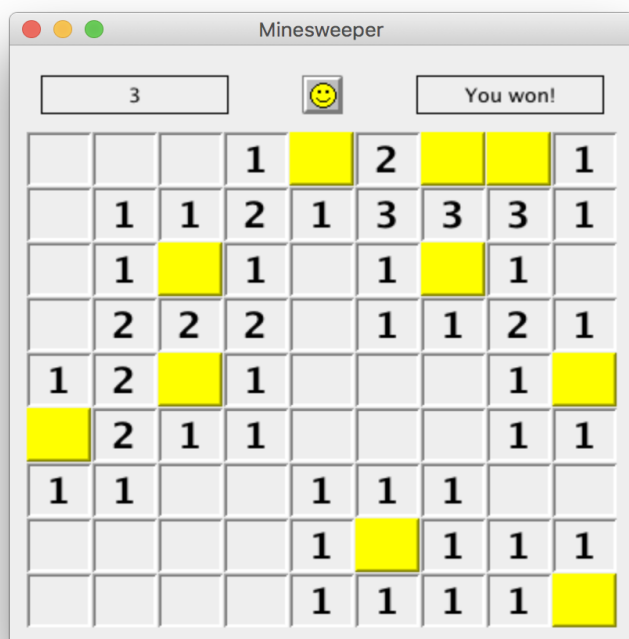 Minesweeper
3 You won!
1 2 1
1 1 2 1 3 3 3 1
1 1 1 1
2 2 2 1 1 2 1
1 2 1 1
2 1 1 1 1
1 1 1 1 1
1 1 1 1
1 1 1 1